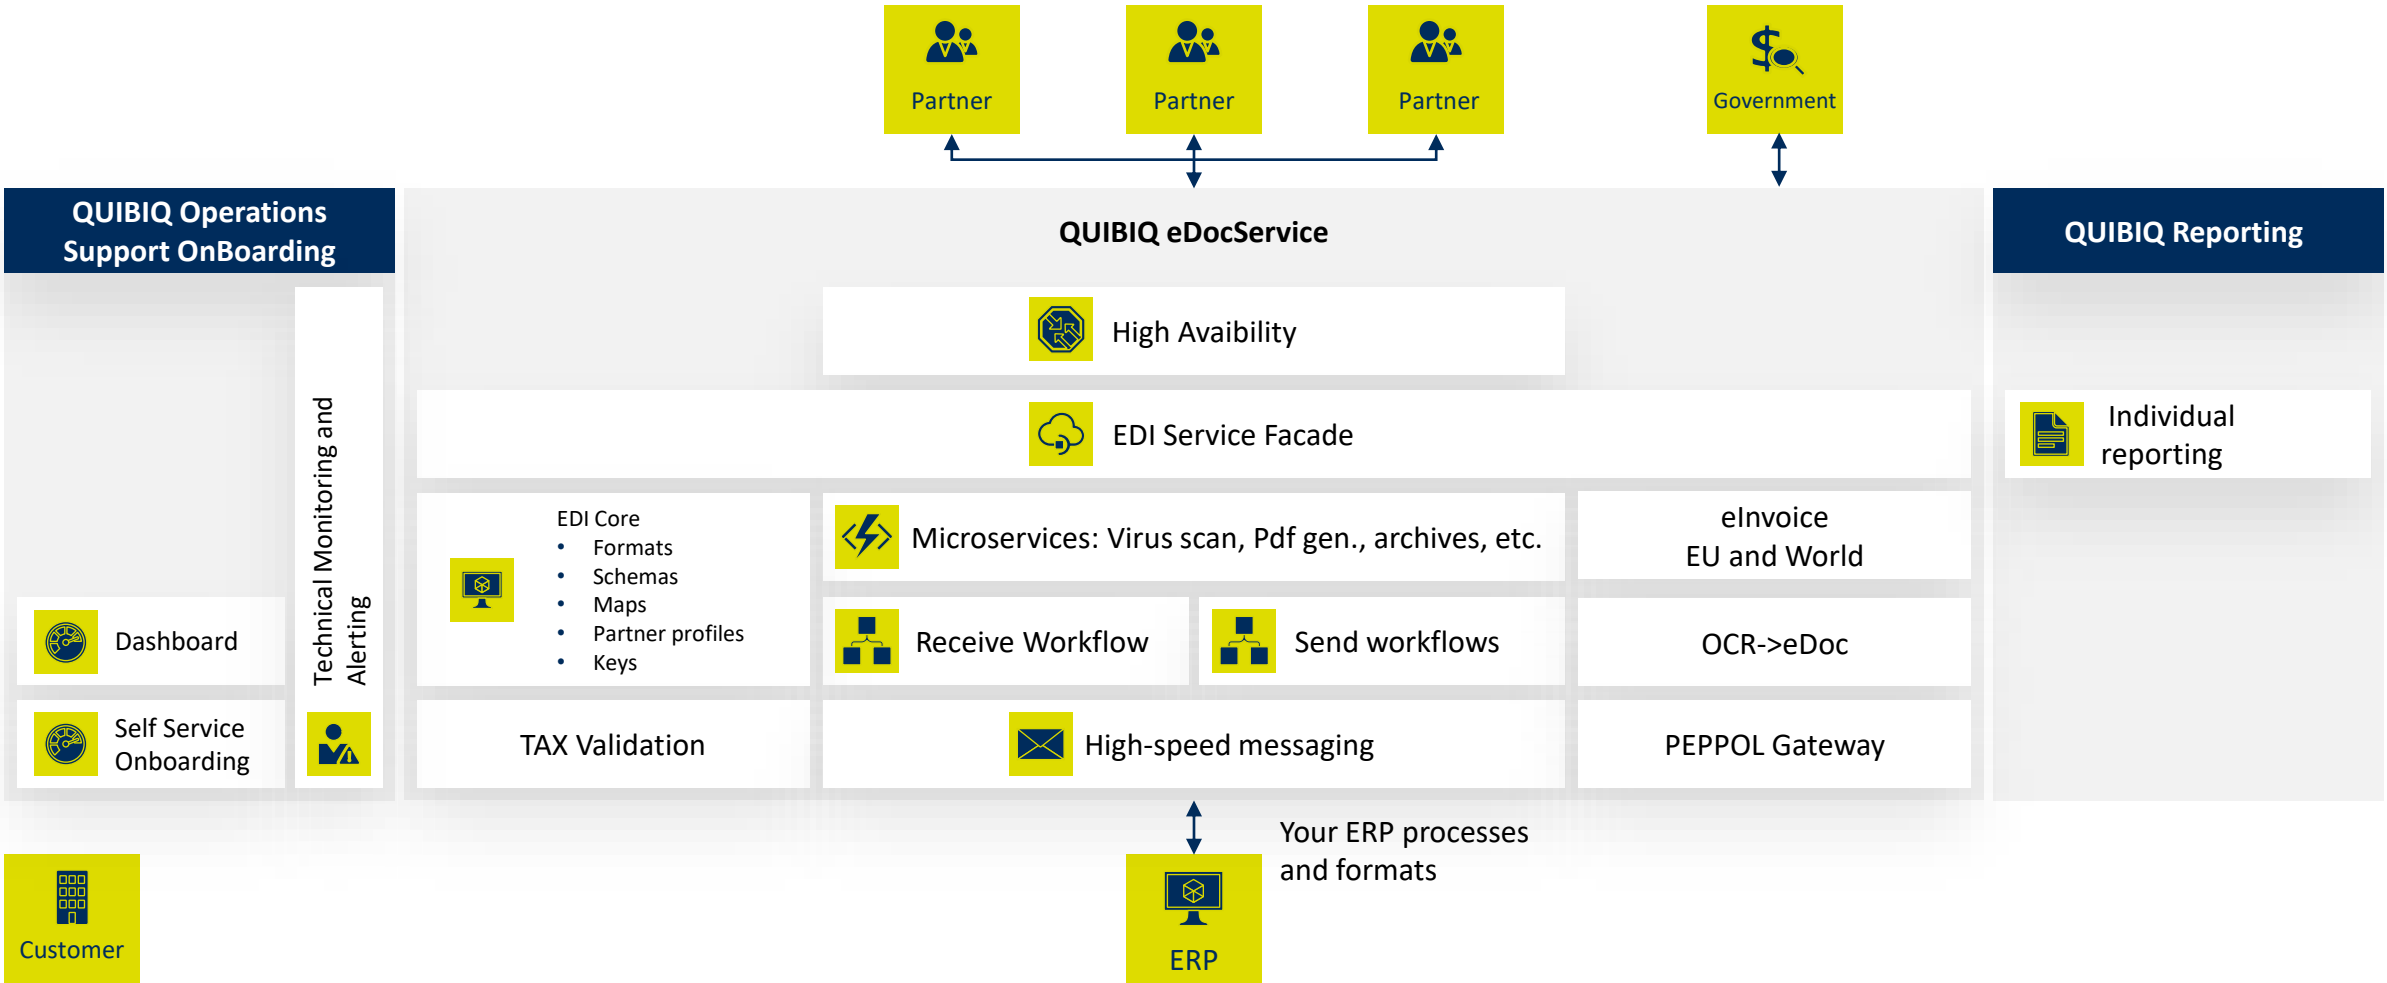 Partner
Partner
Partner
Government
QUIBIQ Operations
Support OnBoarding
QUIBIQ eDocService
QUIBIQ Reporting
High Avaibility
EDI Service Facade
Individual
reporting
Technical Monitoring and
Alerting
EDI Core
• Formats
• Schemas
• Maps
• Partner profiles
• Keys
Microservices: Virus scan, Pdf gen., archives, etc.
eInvoice
EU and World
Dashboard
Receive Workflow
Send workflows
OCR->eDoc
Self Service
Onboarding
TAX Validation
High-speed messaging
PEPPOL Gateway
Your ERP processes
and formats
Customer
ERP